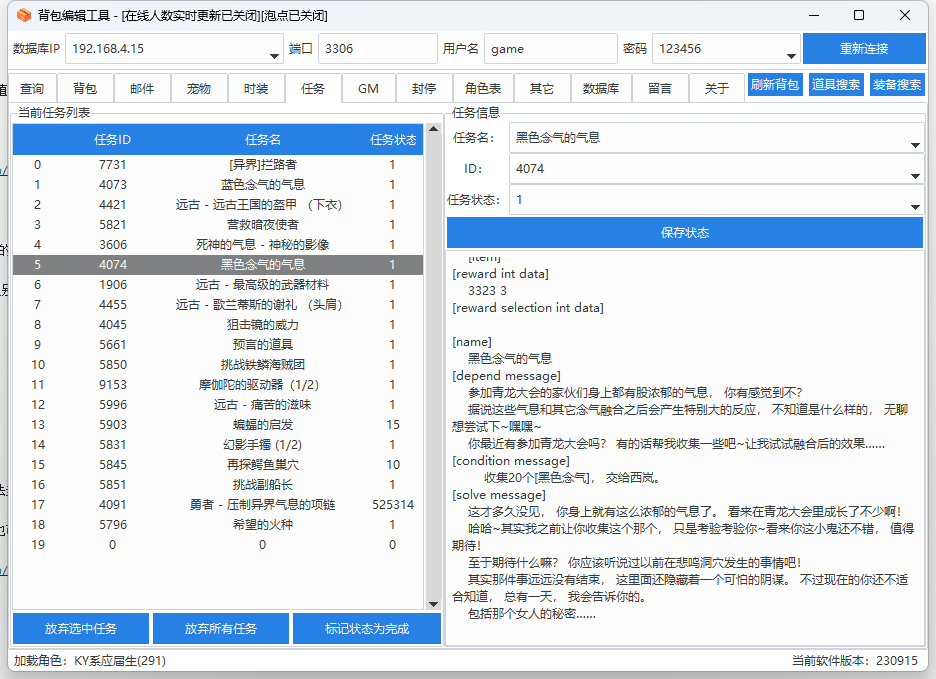 背包编辑工具 - [在线人数实时更新已关闭][泡点已关闭]
数据库IP 192.168.4.15 端口 3306 用户名 game 密码 123456 重新连接
查询 背包 邮件 宠物 时装 任务 GM 封停 角色表 其它 数据库 留言 关于 刷新背包 道具搜索 装备搜索
当前任务列表
任务ID 任务名 任务状态
0 7731 [异界]拦路者 1
1 4073 蓝色念气的气息 1
2 4421 远古 - 远古王国的盔甲 （下衣） 1
3 5821 营救暗夜使者 1
4 3606 死神的气息 - 神秘的影像 1
5 4074 黑色念气的气息 1
6 1906 远古 - 最高级的武器材料 1
7 4455 远古 - 歌兰蒂斯的谢礼 （头肩） 1
8 4045 狙击镜的威力 1
9 5661 预言的道具 1
10 5850 挑战铁鳞海贼团 1
11 9153 摩伽陀的驱动器（1/2） 1
12 5996 远古 - 痛苦的滋味 1
13 5903 蝙蝠的启发 15
14 5831 幻影手镯 (1/2) 1
15 5845 再探鳄鱼巢穴 10
16 5851 挑战副船长 1
17 4091 勇者 - 压制异界气息的项链 525314
18 5796 希望的火种 1
19 0 0 0
放弃选中任务 放弃所有任务 标记状态为完成
任务信息
任务名： 黑色念气的气息
ID： 4074
任务状态： 1
保存状态
[item]
[reward int data]
3323 3
[reward selection int data]
[name]
黑色念气的气息
[depend message]
参加青龙大会的家伙们身上都有股浓郁的气息， 你有感觉到不？
据说这些气息和其它念气融合之后会产生特别大的反应， 不知道是什么样的， 无聊
想尝试下~嘿嘿~
你最近有参加青龙大会吗？ 有的话帮我收集一些吧~让我试试融合后的效果......
[condition message]
收集20个[黑色念气]， 交给西岚。
[solve message]
这才多久没见， 你身上就有这么浓郁的气息了。 看来在青龙大会里成长了不少啊！
哈哈~其实我之前让你收集这个那个， 只是考验考验你~看来你这小鬼还不错， 值得
期待！
至于期待什么嘛？ 你应该听说过以前在悲鸣洞穴发生的事情吧！
其实那件事远远没有结束， 这里面还隐藏着一个可怕的阴谋。 不过现在的你还不适
合知道， 总有一天， 我会告诉你的。
包括那个女人的秘密......
加载角色：KY系应届生(291) 当前软件版本：230915